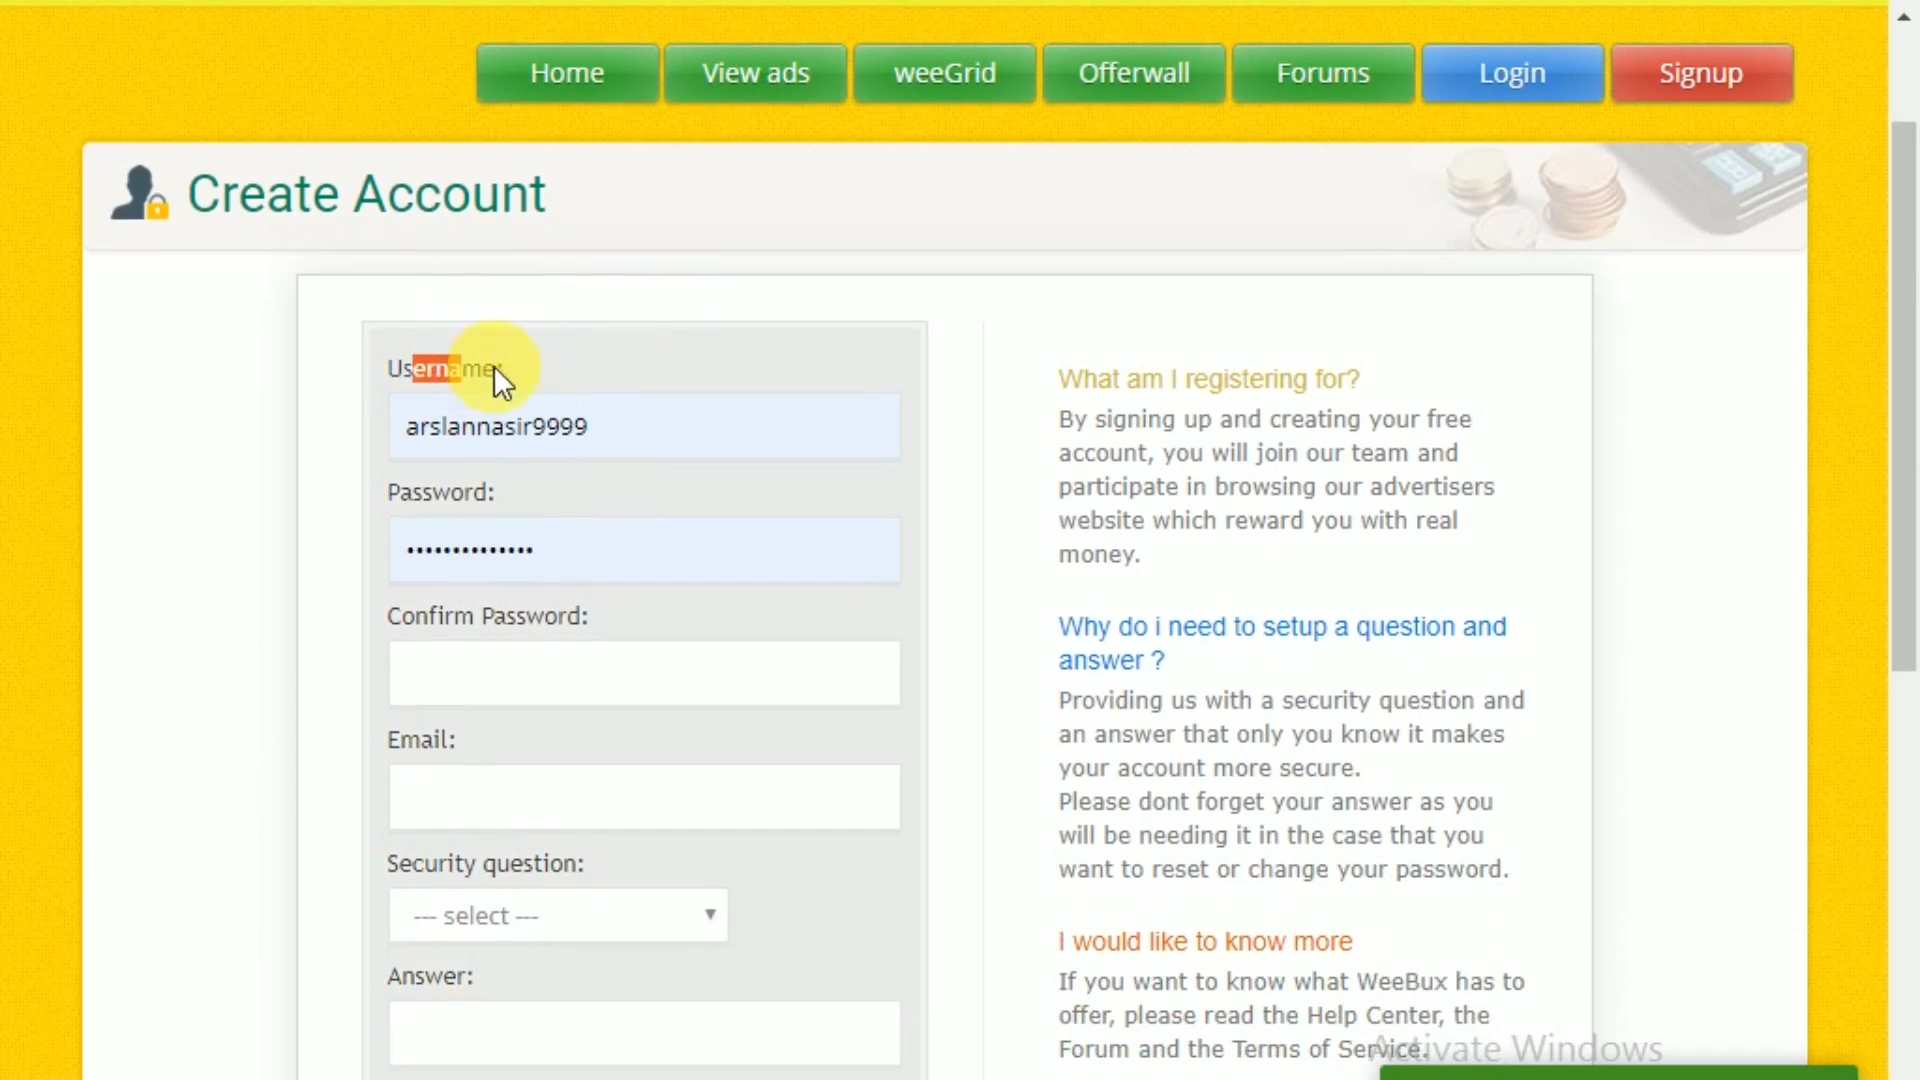 Home View ads weeGrid Offerwall Forums Login Signup
Create Account
Username:
arslannasir9999
Password:
••••••••••••••
Confirm Password:
Email:
Security question:
--- select ---
Answer:
What am I registering for?
By signing up and creating your free
account, you will join our team and
participate in browsing our advertisers
website which reward you with real
money.
Why do i need to setup a question and
answer ?
Providing us with a security question and
an answer that only you know it makes
your account more secure.
Please dont forget your answer as you
will be needing it in the case that you
want to reset or change your password.
I would like to know more
If you want to know what WeeBux has to
offer, please read the Help Center, the
Forum and the Terms of Service.
Activate Windows